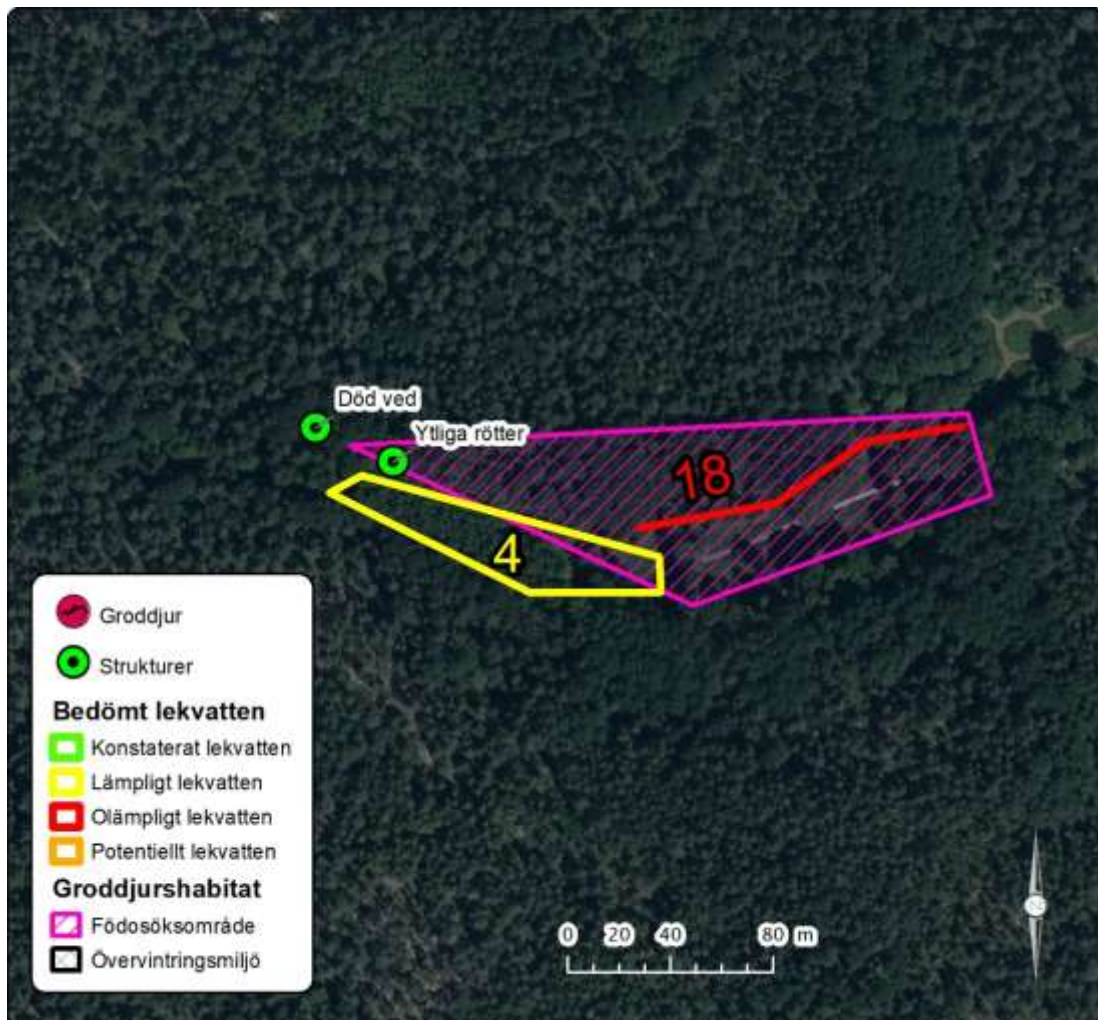 Död ved
Ytliga rötter
18
4
Groddjur
Strukturer
Bedömt lekvatten
Konstaterat lekvatten
Lämpligt lekvatten
Olämpligt lekvatten
Potentiellt lekvatten
Groddjurshabitat
Födosöksområde
Övervintringsmiljö
0 20 40 80 m